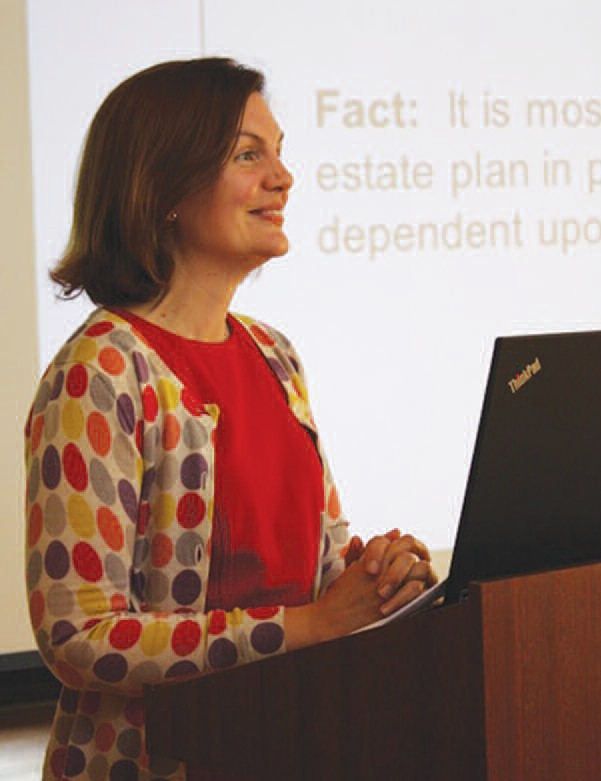 Fact: It is mos
estate plan in p
dependent upo
ThinkPad